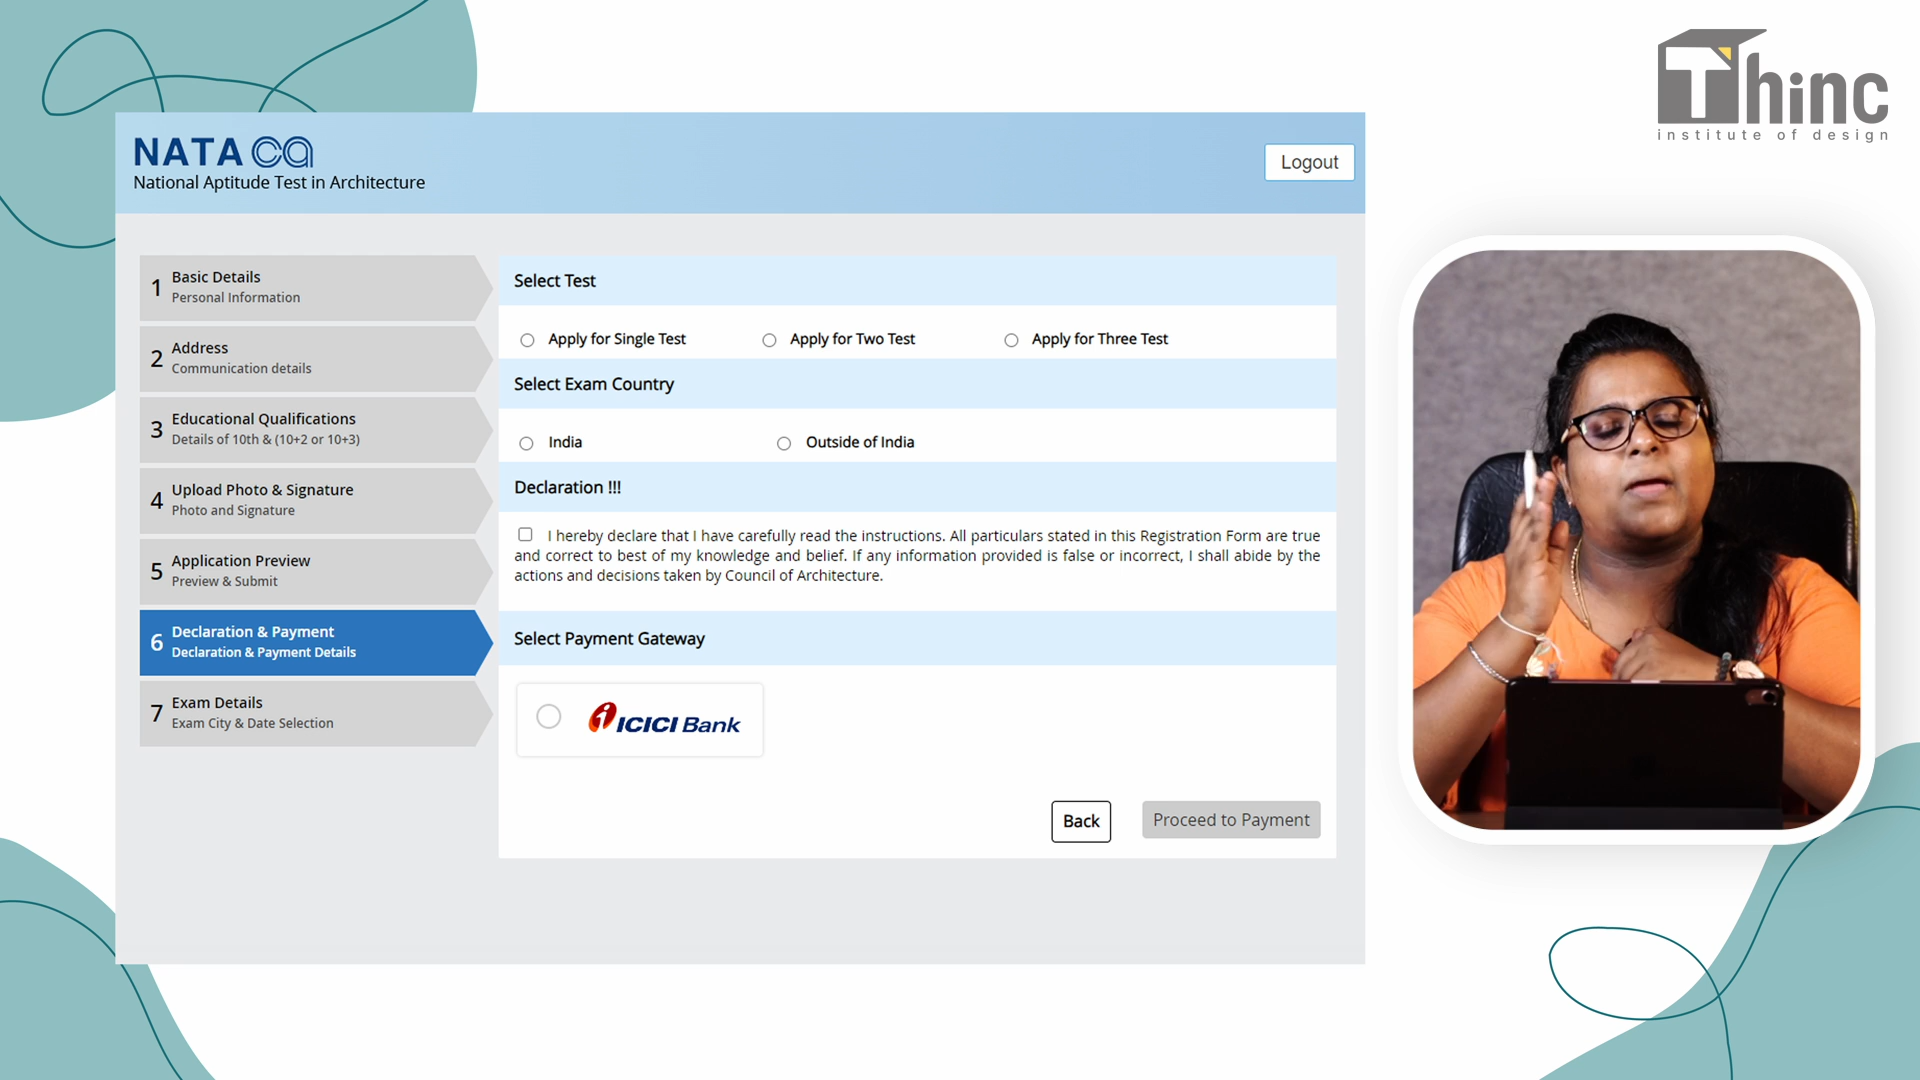 Thinc
institute of design
NATA ca
National Aptitude Test in Architecture
Logout
1 Basic Details
Personal Information
2 Address
Communication details
3 Educational Qualifications
Details of 10th & (10+2 or 10+3)
4 Upload Photo & Signature
Photo and Signature
5 Application Preview
Preview & Submit
6 Declaration & Payment
Declaration & Payment Details
7 Exam Details
Exam City & Date Selection
Select Test
Apply for Single Test Apply for Two Test Apply for Three Test
Select Exam Country
India Outside of India
Declaration !!!
I hereby declare that I have carefully read the instructions. All particulars stated in this Registration Form are true
and correct to best of my knowledge and belief. If any information provided is false or incorrect, I shall abide by the
actions and decisions taken by Council of Architecture.
Select Payment Gateway
ICICI Bank
Back Proceed to Payment